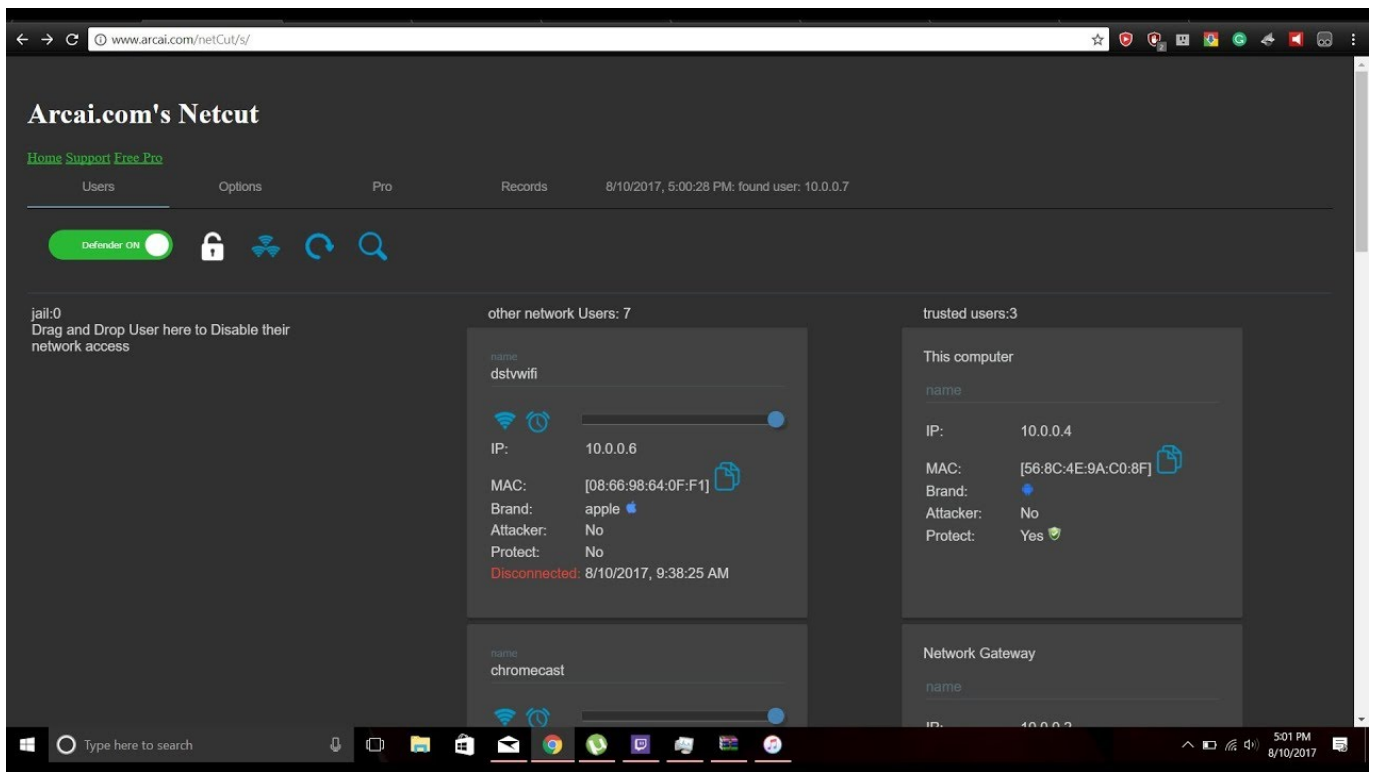 www.arcai.com/netCut/s/
Arcai.com's Netcut
Home Support Free Pro
Users Options Pro Records 8/10/2017, 5:00:28 PM: found user: 10.0.0.7
Defender ON
jail:0
Drag and Drop User here to Disable their
network access
other network Users: 7
name
dstvwifi
IP: 10.0.0.6
MAC: [08:66:98:64:0F:F1]
Brand: apple
Attacker: No
Protect: No
Disconnected: 8/10/2017, 9:38:25 AM
name
chromecast
trusted users:3
This computer
name
IP: 10.0.0.4
MAC: [56:8C:4E:9A:C0:8F]
Brand:
Attacker: No
Protect: Yes
Network Gateway
name
Type here to search
5:01 PM
8/10/2017